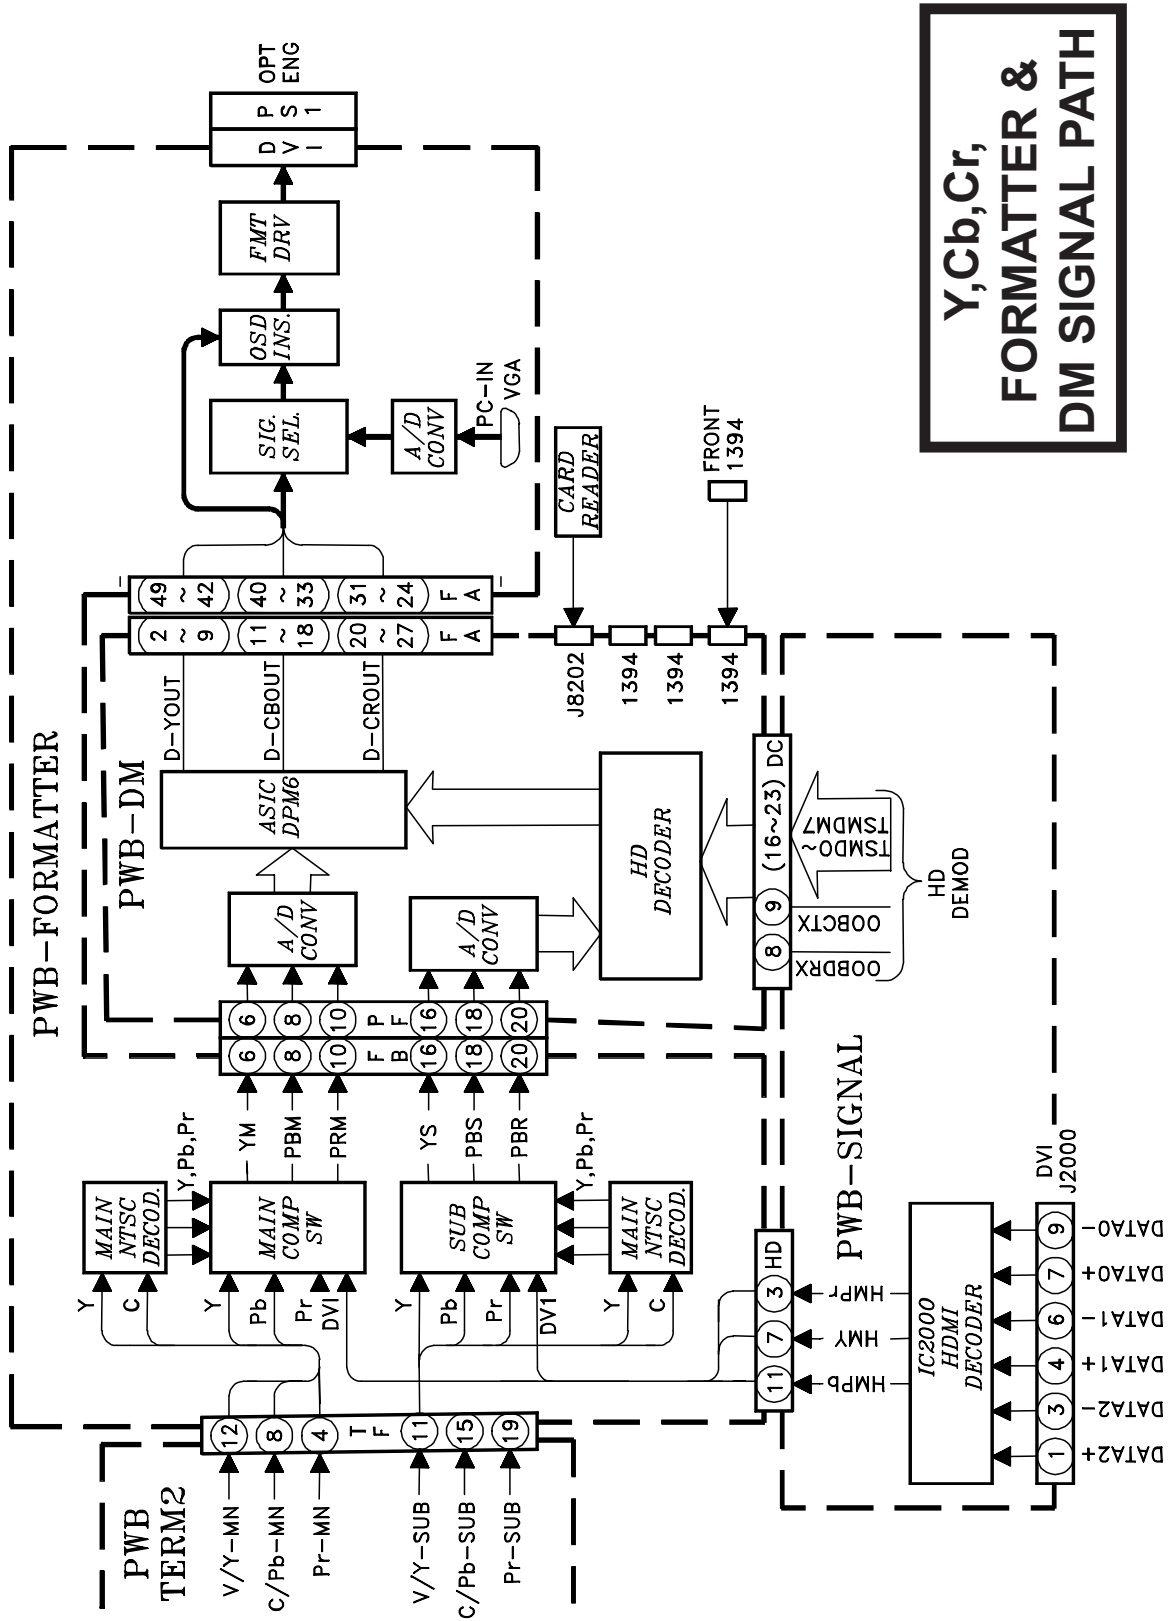 Y,Cb,Cr,
FORMATTER &
DM SIGNAL PATH
PWB-FORMATTER
PWB-DM
PWB-SIGNAL
PWB
TERM2
V/Y-MN
C/Pb-MN
Pr-MN
V/Y-SUB
C/Pb-SUB
Pr-SUB
12
8
4
T
F
11
15
19
Y
C
MAIN
NTSC
DECOD.
Y,Pb,Pr
Y
Pb
Pr
DVI
MAIN
COMP
SW
YM
PBM
PRM
Y
Pb
Pr
DV1
SUB
COMP
SW
YS
PBS
PBR
Y
C
MAIN
NTSC
DECOD.
Y,Pb,Pr
6
8
10
F
B
16
18
20
6
8
10
P
F
16
18
20
A/D
CONV
A/D
CONV
ASIC
DPM6
HD
DECODER
D-YOUT
D-CBOUT
D-CROUT
2
~
9
11
~
18
20
~
27
F
A
49
~
42
40
~
33
31
~
24
F
A
SIG.
SEL.
OSD
INS.
FMT
DRV
D
V
I
P
S
1
OPT
ENG
A/D
CONV
PC-IN
VGA
CARD
READER
J8202
1394
1394
1394
FRONT
1394
8
9
(16~23)
DC
OOBDRX
OOBCTX
TSMD0~
TSMDM7
HD
DEMOD
11
7
3
HD
HMPb
HMY
HMPr
IC2000
HDMI
DECODER
1
3
4
6
7
9
DVI
J2000
DATA2+
DATA2-
DATA1+
DATA1-
DATA0+
DATA0-